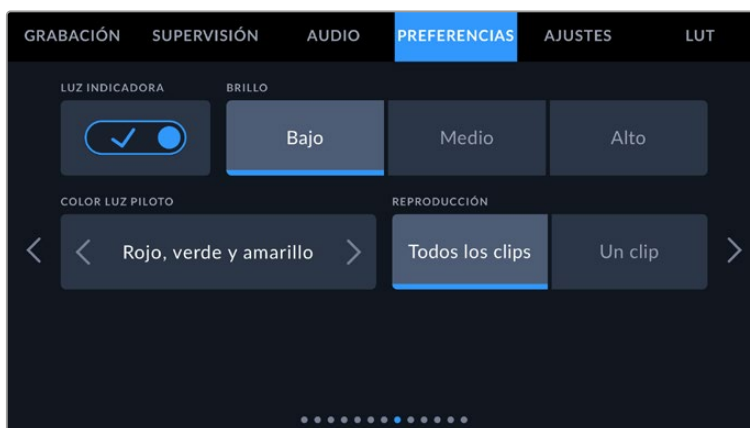 GRABACIÓN SUPERVISIÓN AUDIO PREFERENCIAS AJUSTES LUT
LUZ INDICADORA BRILLO
Bajo Medio Alto
COLOR LUZ PILOTO REPRODUCCIÓN
Rojo, verde y amarillo Todos los clips Un clip